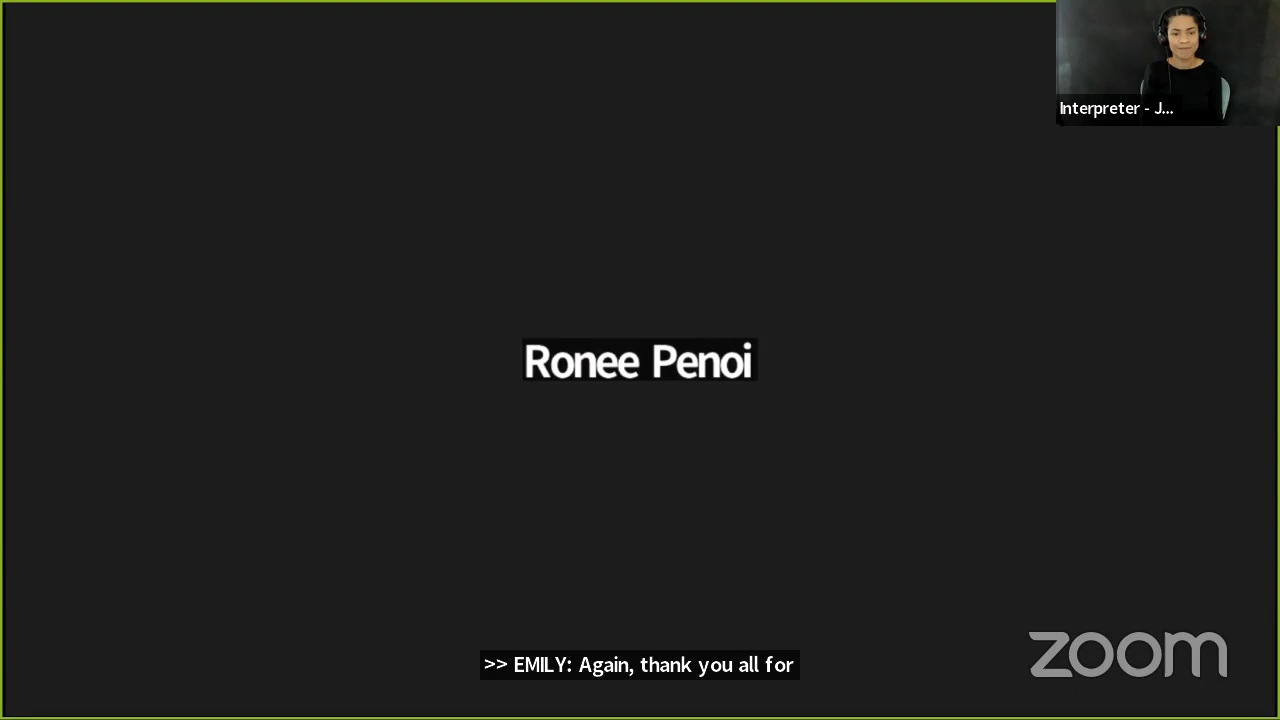 Interpreter - J...
Ronee Penoi
>> EMILY: Again, thank you all for
zoom